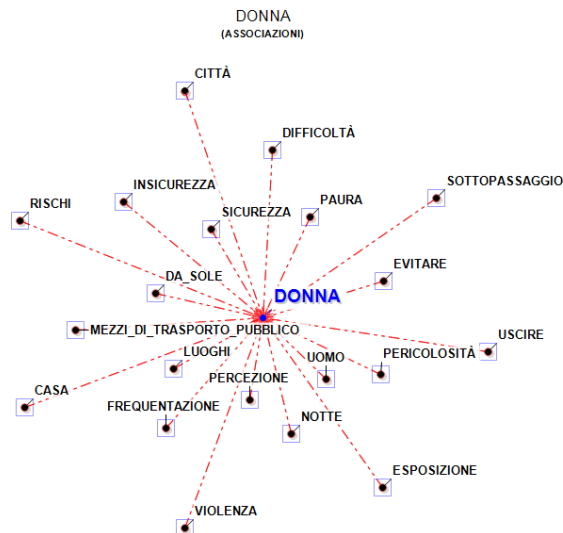 DONNA
(ASSOCIAZIONI)
CITTÀ
DIFFICOLTÀ
SOTTOPASSAGGIO
INSICUREZZA
RISCHI
SICUREZZA
PAURA
EVITARE
DA_SOLE
DONNA
MEZZI_DI_TRASPORTO_PUBBLICO
USCIRE
LUOGHI
UOMO
PERICOLOSITÀ
PERCEZIONE
CASA
FREQUENTAZIONE
NOTTE
ESPOSIZIONE
VIOLENZA